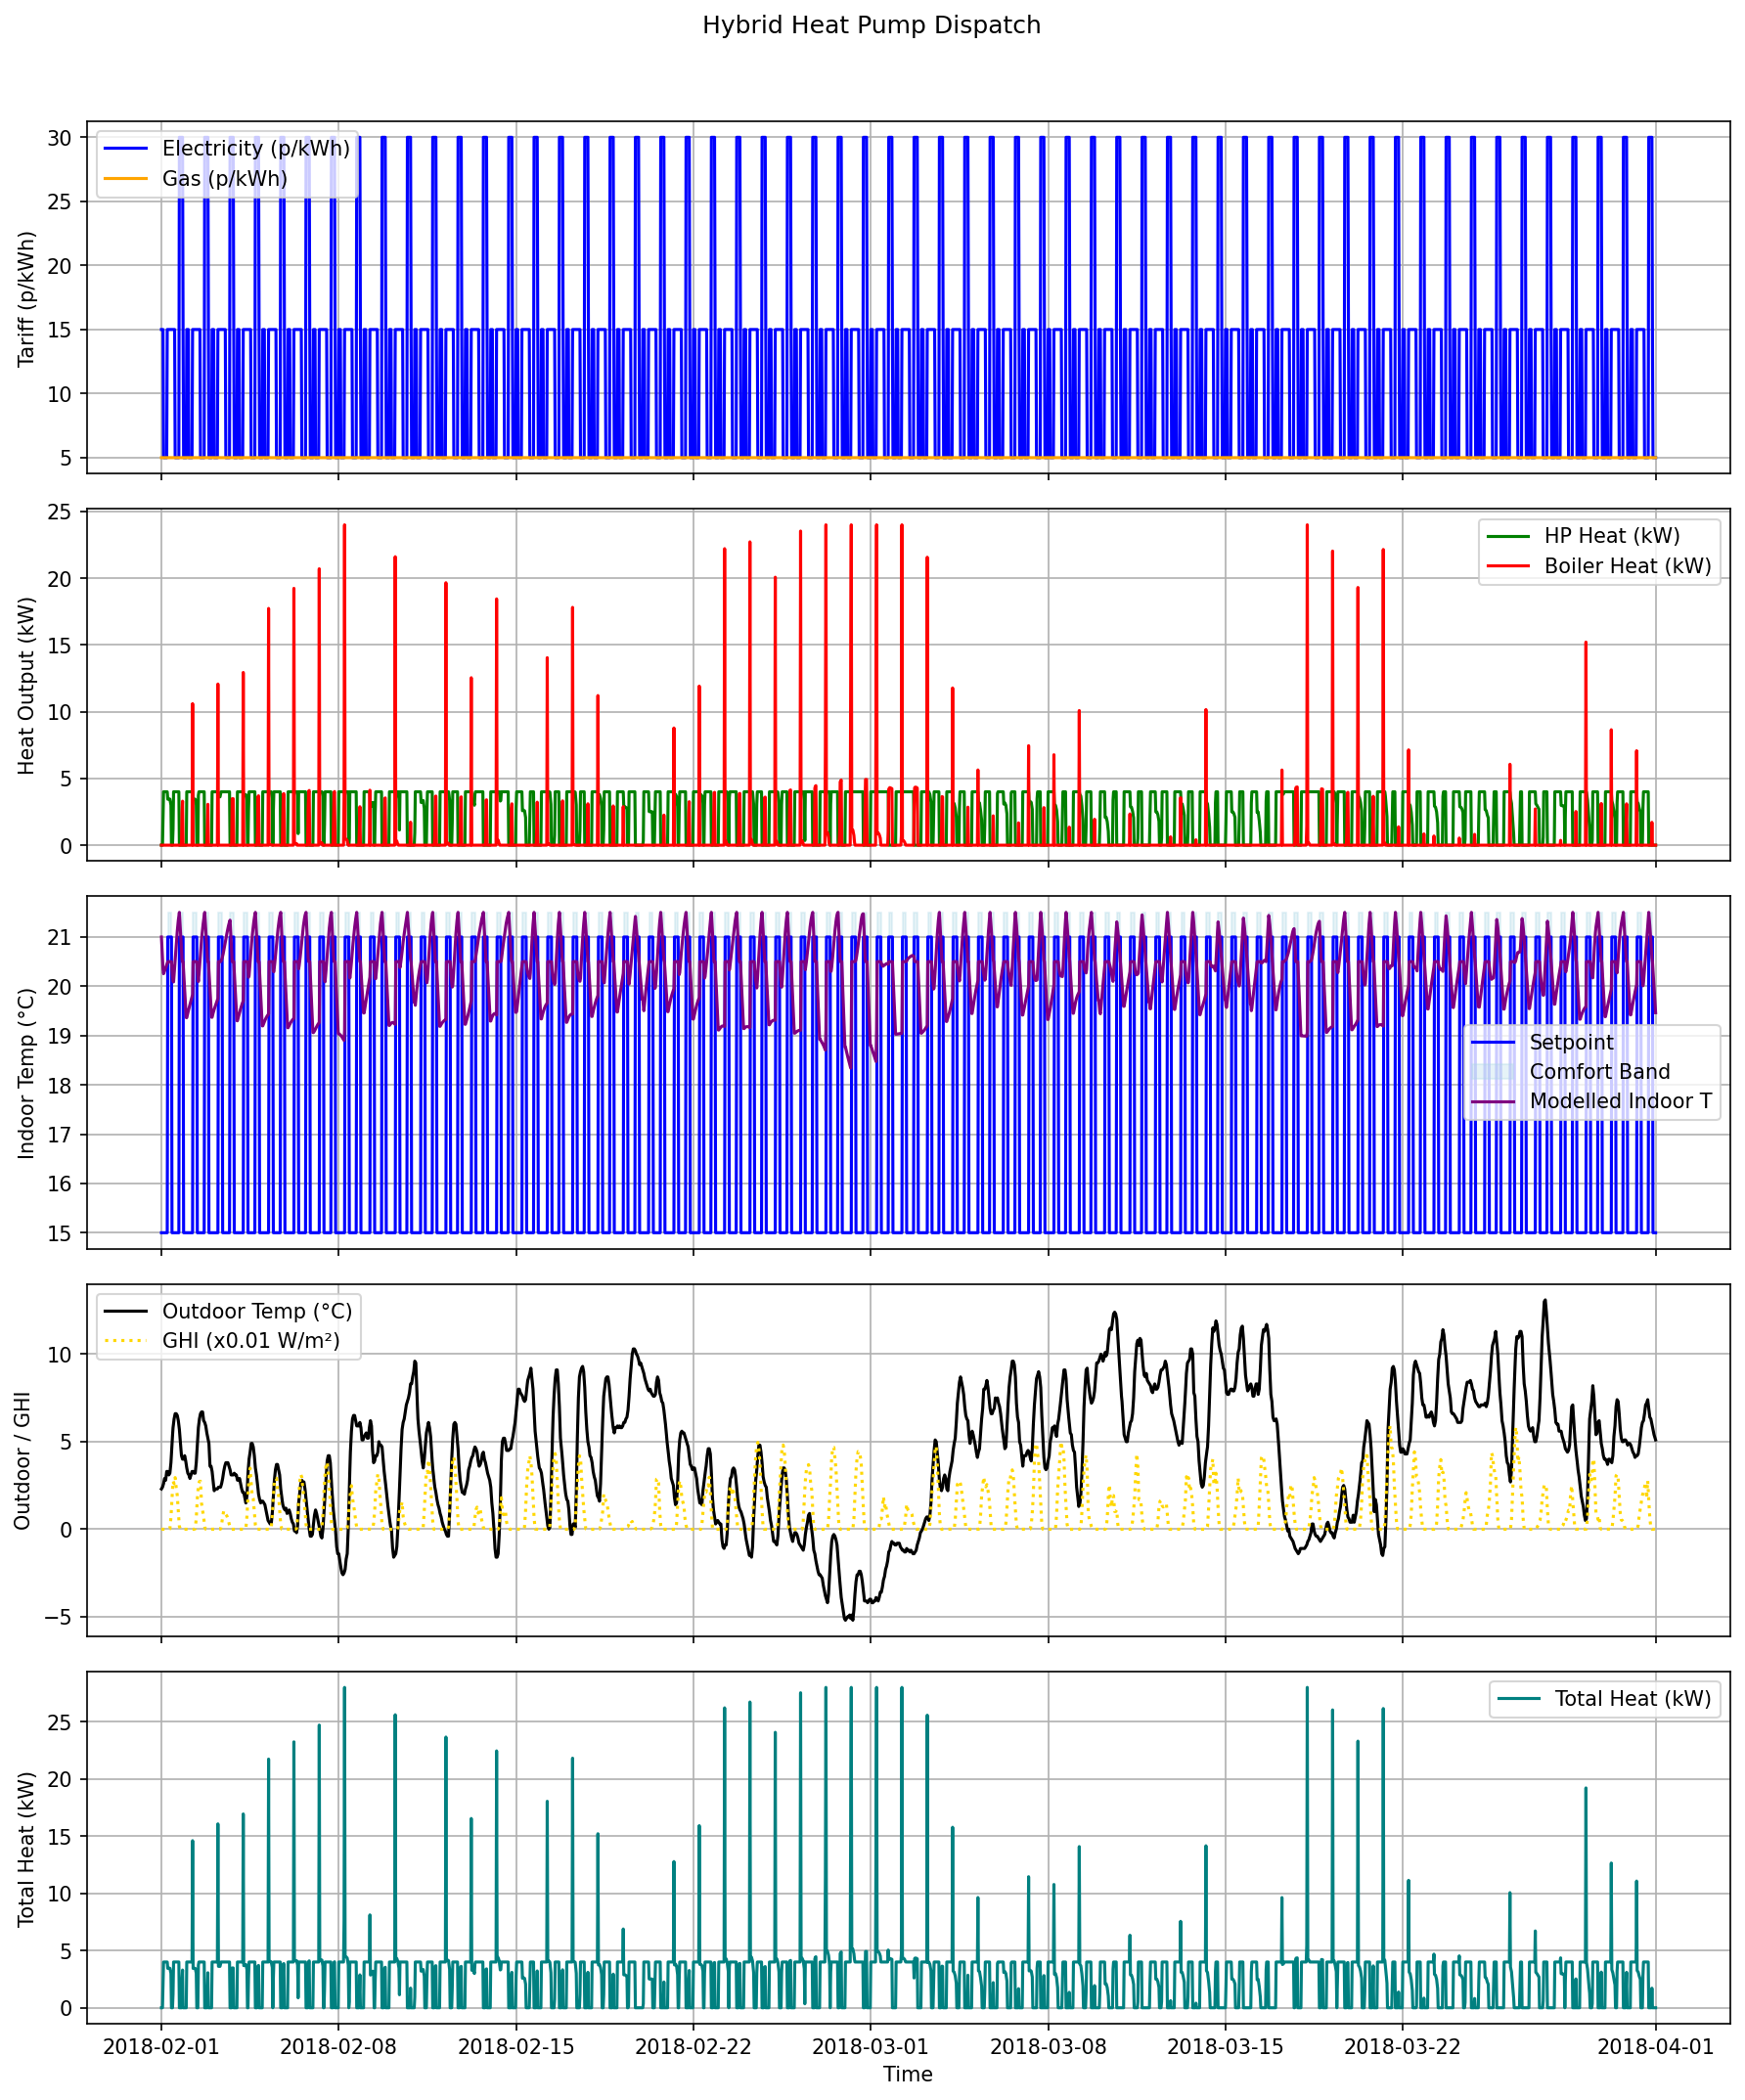 Hybrid Heat Pump Dispatch
Tariff (p/kWh)
30
25
20
15
10
5
Electricity (p/kWh)
Gas (p/kWh)
Heat Output (kW)
25
20
15
10
5
0
HP Heat (kW)
Boiler Heat (kW)
Indoor Temp (°C)
21
20
19
18
17
16
15
Setpoint
Comfort Band
Modelled Indoor T
Outdoor / GHI
10
5
0
−5
Outdoor Temp (°C)
GHI (x0.01 W/m²)
Total Heat (kW)
25
20
15
10
5
0
Total Heat (kW)
2018-02-01 2018-02-08 2018-02-15 2018-02-22 2018-03-01 2018-03-08 2018-03-15 2018-03-22 2018-04-01
Time